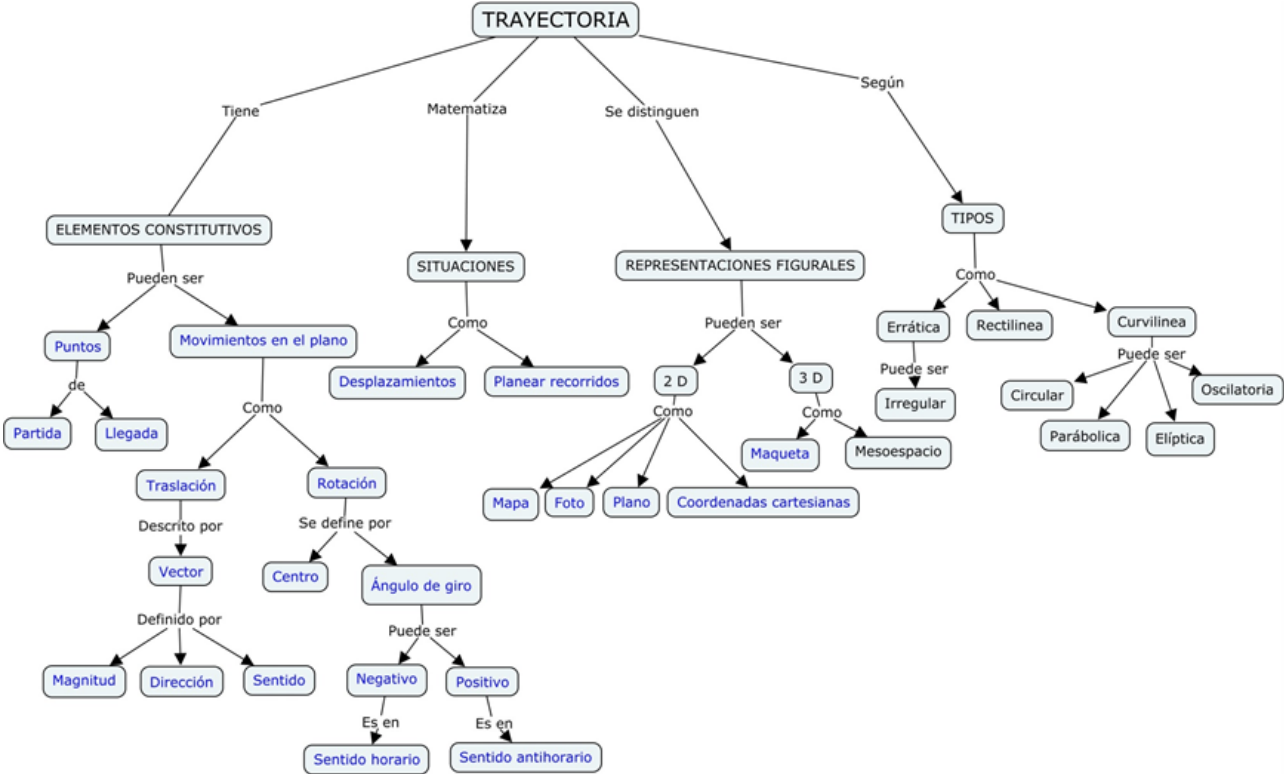 TRAYECTORIA
Según
Tiene
Matematiza
Se distinguen
TIPOS
ELEMENTOS CONSTITUTIVOS
SITUACIONES
REPRESENTACIONES FIGURALES
Como
Pueden ser
Como
Pueden ser
Errática
Rectilinea
Curvilinea
Puntos
Movimientos en el plano
Puede ser
Puede ser
Desplazamientos
Planear recorridos
2 D
3 D
de
Circular
Oscilatoria
Irregular
Como
Como
Como
Partida
Llegada
Parábolica
Elíptica
Maqueta
Mesoespacio
Traslación
Rotación
Mapa
Foto
Plano
Coordenadas cartesianas
Descrito por
Se define por
Vector
Centro
Ángulo de giro
Definido por
Puede ser
Magnitud
Dirección
Sentido
Negativo
Positivo
Es en
Es en
Sentido horario
Sentido antihorario